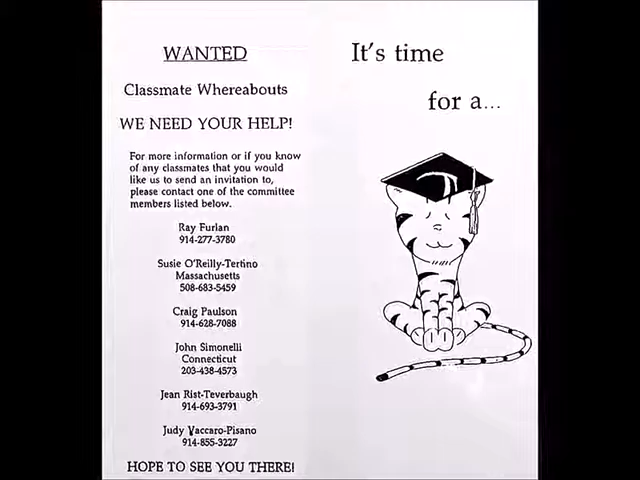 WANTED
Classmate Whereabouts
WE NEED YOUR HELP!
For more information or if you know
of any classmates that you would
like us to send an invitation to,
please contact one of the committee
members listed below.
Ray Furlan
914-277-3780
Susie O'Reilly-Tertino
Massachusetts
508-683-5459
Craig Paulson
914-628-7088
John Simonelli
Connecticut
203-438-4573
Jean Rist-Teverbaugh
914-693-3791
Judy Vaccaro-Pisano
914-855-3227
HOPE TO SEE YOU THERE!
It's time
for a...